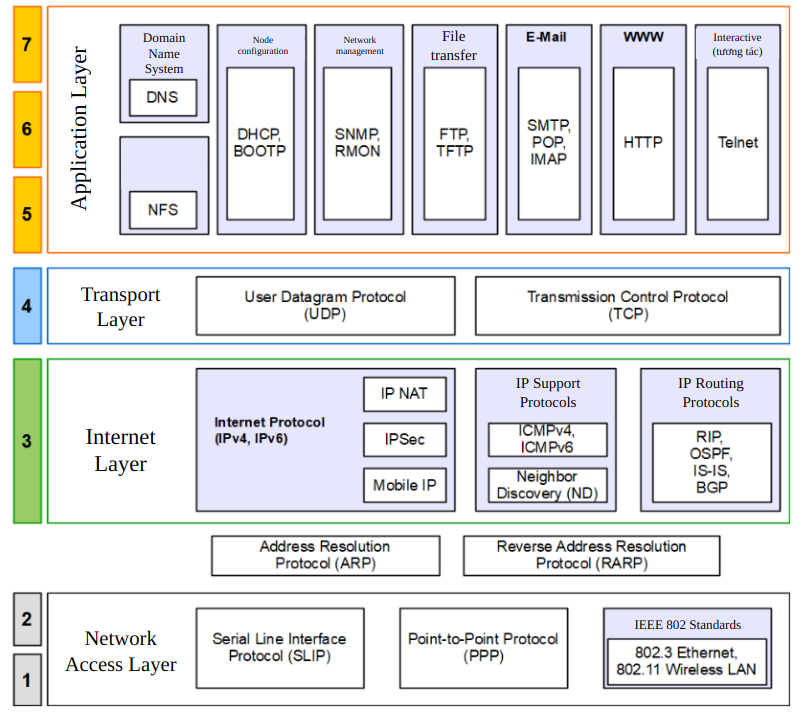 7
6
5
Application Layer
Domain
Name
System
DNS
NFS
Node
configuration
DHCP,
BOOTP
Network
management
SNMP,
RMON
File
transfer
FTP,
TFTP
E-Mail
SMTP,
POP,
IMAP
WWW
HTTP
Interactive
(tương tác)
Telnet
4
Transport
Layer
User Datagram Protocol
(UDP)
Transmission Control Protocol
(TCP)
3
Internet
Layer
Internet Protocol
(IPv4, IPv6)
IP NAT
IPSec
Mobile IP
IP Support
Protocols
ICMPv4,
ICMPv6
Neighbor
Discovery (ND)
IP Routing
Protocols
RIP,
OSPF,
IS-IS,
BGP
Address Resolution
Protocol (ARP)
Reverse Address Resolution
Protocol (RARP)
2
1
Network
Access Layer
Serial Line Interface
Protocol (SLIP)
Point-to-Point Protocol
(PPP)
IEEE 802 Standards
802.3 Ethernet,
802.11 Wireless LAN